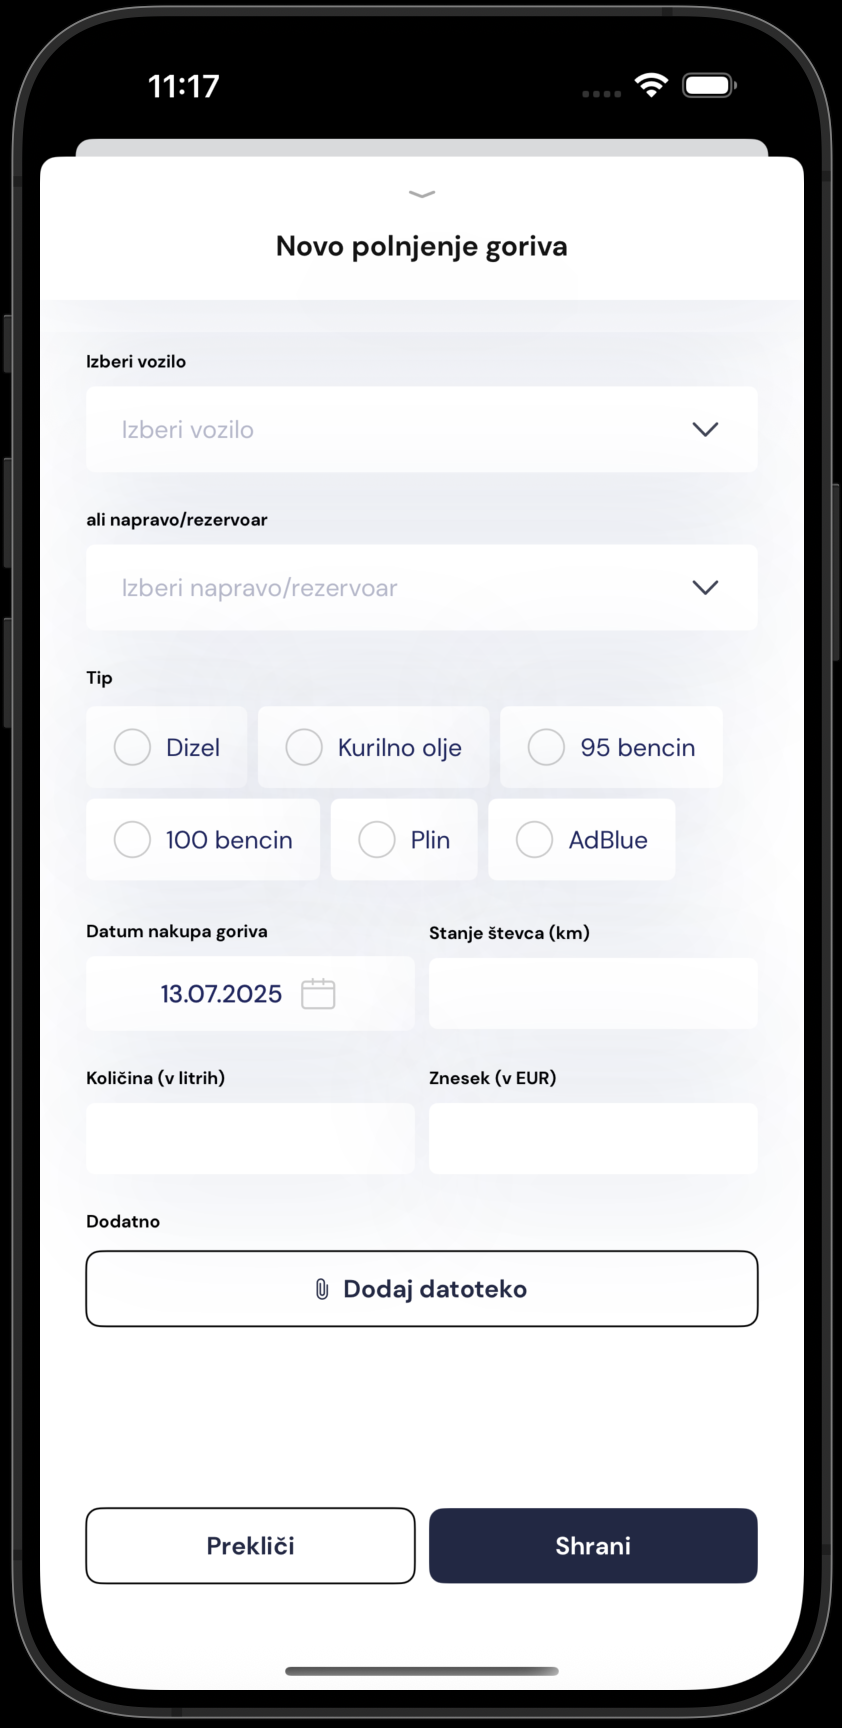 11:17
Novo polnjenje goriva
Izberi vozilo
Izberi vozilo
ali napravo/rezervoar
Izberi napravo/rezervoar
Tip
Dizel Kurilno olje 95 bencin
100 bencin Plin AdBlue
Datum nakupa goriva Stanje števca (km)
13.07.2025
Količina (v litrih) Znesek (v EUR)
Dodatno
Dodaj datoteko
Prekliči Shrani